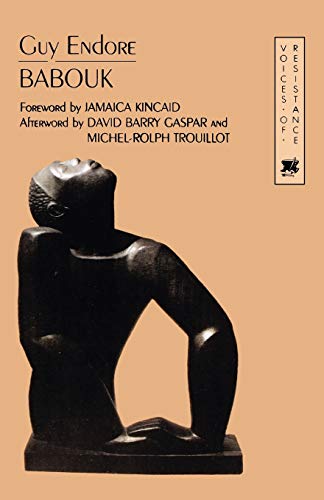 Guy Endore
BABOUK
Foreword by JAMAICA KINCAID
Afterword by DAVID BARRY GASPAR and
MICHEL-ROLPH TROUILLOT
VOICES·OF·
RESISTANCE